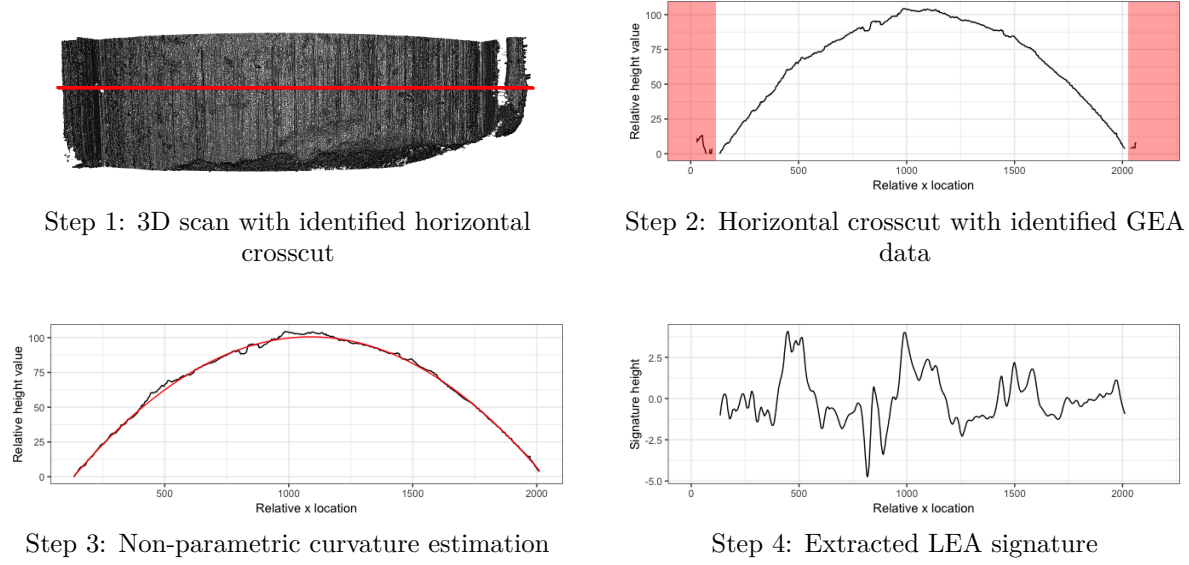 100
75
50
25
0
Relative height value
0
500
1000
1500
2000
Relative x location
Step 1: 3D scan with identified horizontal
crosscut
Step 2: Horizontal crosscut with identified GEA
data
100
75
50
25
0
Relative height value
500
1000
1500
2000
Relative x location
Step 3: Non-parametric curvature estimation
2.5
0.0
-2.5
-5.0
Signature height
0
500
1000
1500
2000
Relative x location
Step 4: Extracted LEA signature